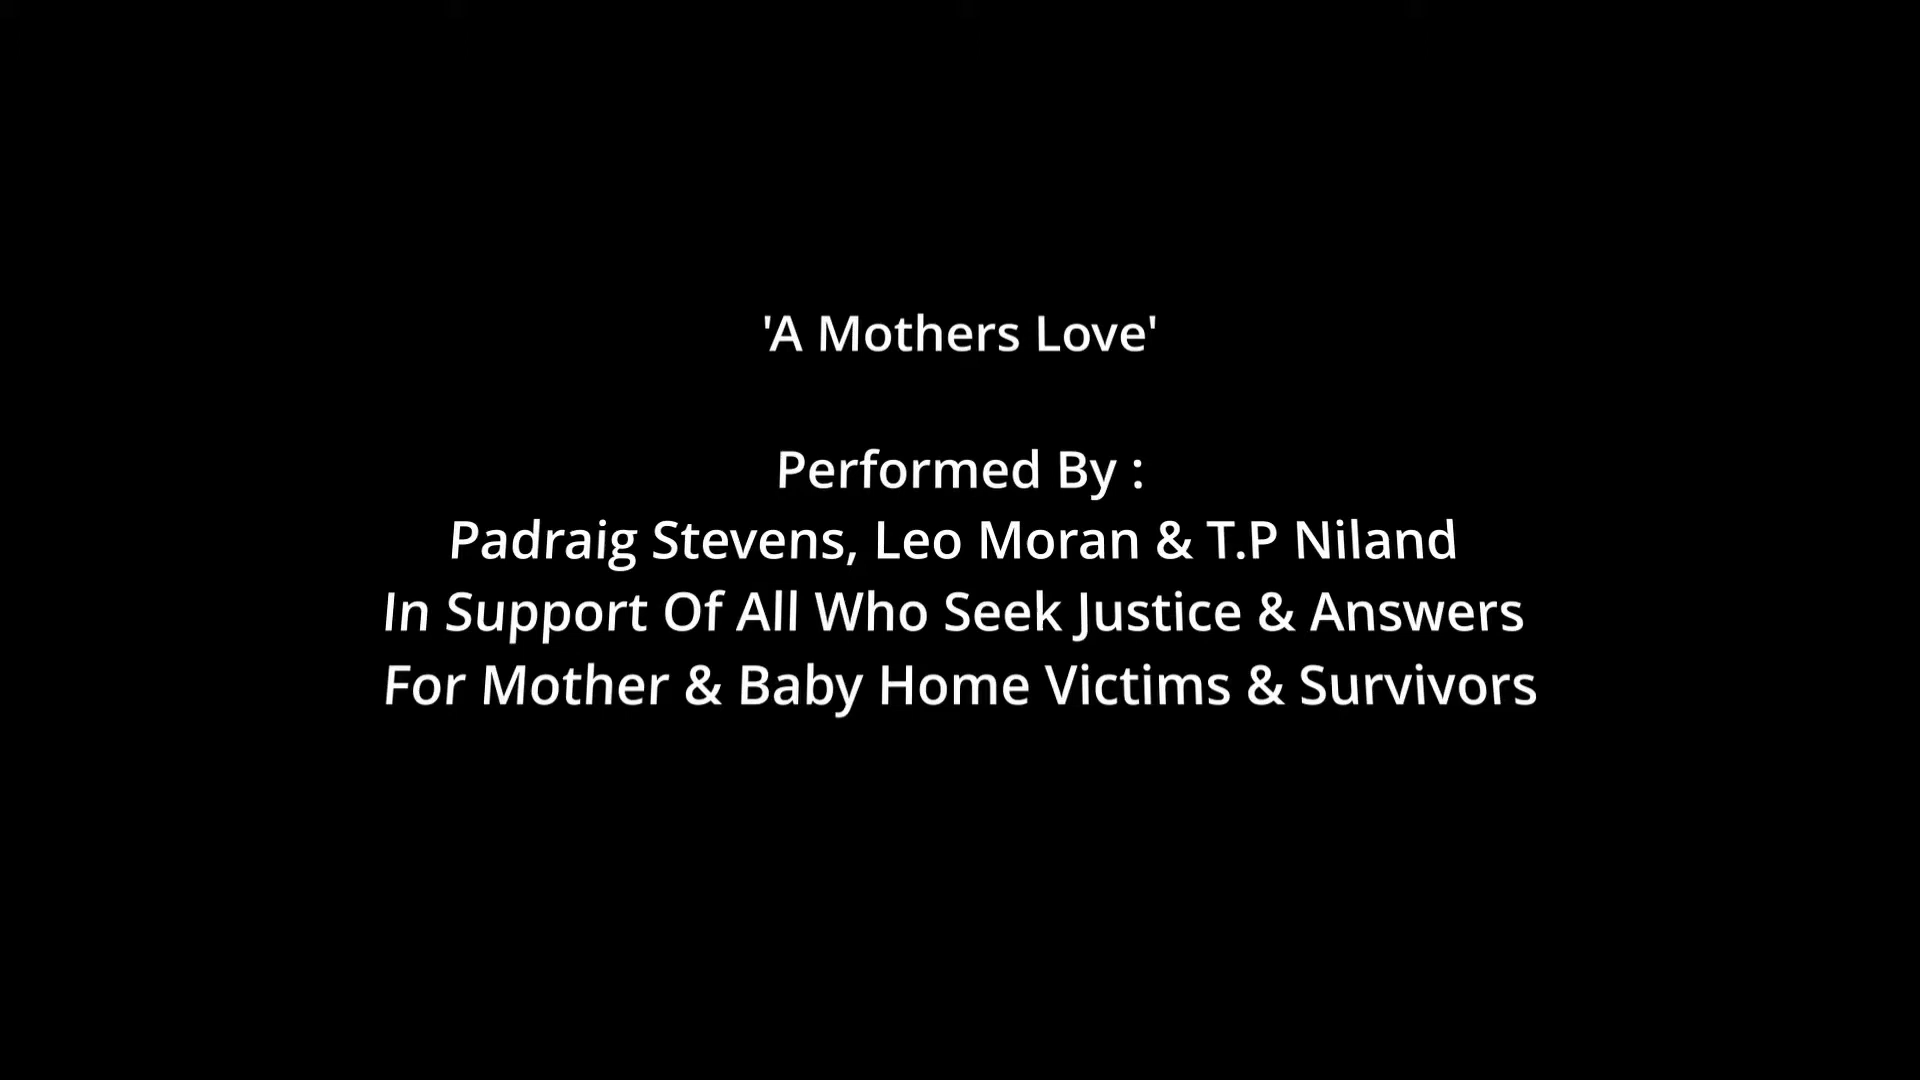 'A Mothers Love'
Performed By :
Padraig Stevens, Leo Moran & T.P Niland
In Support Of All Who Seek Justice & Answers
For Mother & Baby Home Victims & Survivors